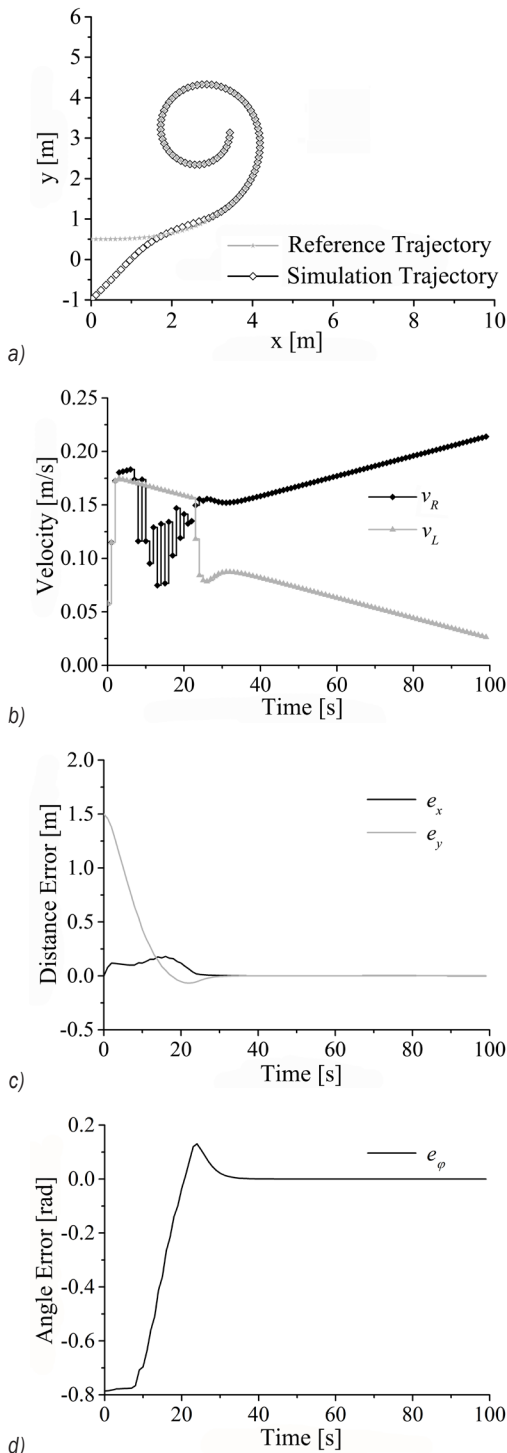 6
5
4
3
2
1
0
-1
y [m]
Reference Trajectory
Simulation Trajectory
0 2 4 6 8 10
x [m]
a)
0.25
0.20
0.15
0.10
0.05
0.00
Velocity [m/s]
v_R
v_L
0 20 40 60 80 100
Time [s]
b)
2.0
1.5
1.0
0.5
0.0
-0.5
Distance Error [m]
e_x
e_y
0 20 40 60 80 100
Time [s]
c)
0.2
0.0
-0.2
-0.4
-0.6
-0.8
Angle Error [rad]
e_φ
0 20 40 60 80 100
Time [s]
d)